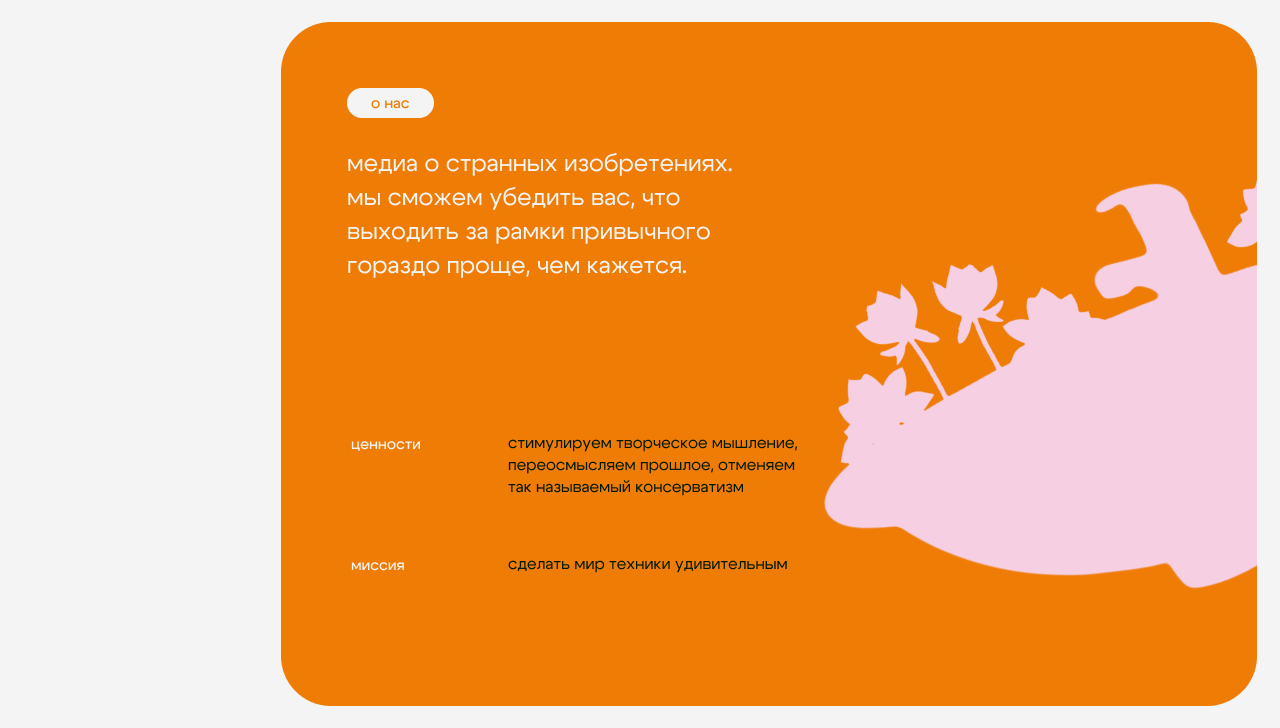 о нас
медиа о странных изобретениях.
мы сможем убедить вас, что
выходить за рамки привычного
гораздо проще, чем кажется.
ценности
стимулируем творческое мышление,
переосмысляем прошлое, отменяем
так называемый консерватизм
миссия
сделать мир техники удивительным